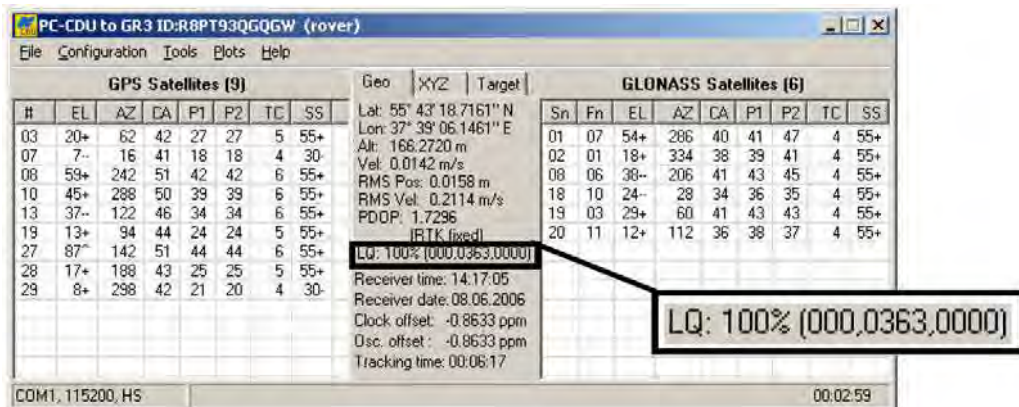 PC-CDU to GR3 ID:R8PT93QGQGW (rover)
File Configuration Tools Plots Help
GPS Satellites (9)
# EL AZ CA P1 P2 TC SS
03 20+ 62 42 27 27 5 55+
07 7-- 16 41 18 18 4 30-
08 59+ 242 51 42 42 6 55+
10 45+ 288 50 39 39 6 55+
13 37-- 122 46 34 34 6 55+
19 13+ 94 44 24 24 5 55+
27 87^ 142 51 44 44 6 55+
28 17+ 188 43 25 25 5 55+
29 8+ 298 42 21 20 4 30-
Geo XYZ Target
Lat: 55° 43' 18.7161" N
Lon: 37° 39' 06.1461" E
Alt: 166.2720 m
Vel: 0.0142 m/s
RMS Pos: 0.0158 m
RMS Vel: 0.2114 m/s
PDOP: 1.7296
(RTK fixed)
LQ: 100% (000,0363,0000)
Receiver time: 14:17:05
Receiver date: 08.06.2006
Clock offset: -0.8633 ppm
Osc. offset : -0.8633 ppm
Tracking time: 00:06:17
GLONASS Satellites (6)
Sn Fn EL AZ CA P1 P2 TC SS
01 07 54+ 286 40 41 47 4 55+
02 01 18+ 334 38 39 41 4 55+
08 06 38-- 206 41 43 45 4 55+
18 10 24-- 28 34 36 35 4 55+
19 03 29+ 60 41 43 43 4 55+
20 11 12+ 112 36 38 37 4 55+
LQ: 100% (000,0363,0000)
COM1, 115200, HS
00:02:59